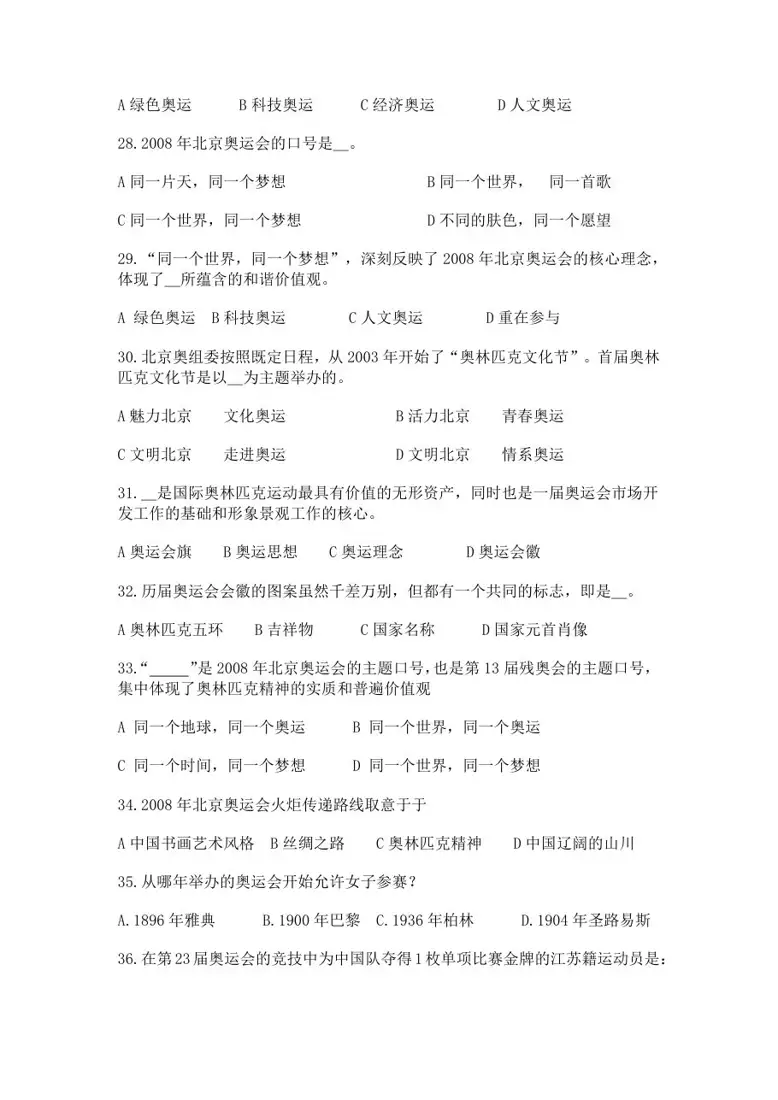 A 绿色奥运 B 科技奥运 C 经济奥运 D 人文奥运
28.2008 年北京奥运会的口号是__。
A 同一片天，同一个梦想 B 同一个世界， 同一首歌
C 同一个世界，同一个梦想 D 不同的肤色，同一个愿望
29.“同一个世界，同一个梦想”，深刻反映了 2008 年北京奥运会的核心理念，
体现了__所蕴含的和谐价值观。
A 绿色奥运 B 科技奥运 C 人文奥运 D 重在参与
30.北京奥组委按照既定日程，从 2003 年开始了“奥林匹克文化节”。首届奥林
匹克文化节是以__为主题举办的。
A 魅力北京 文化奥运 B 活力北京 青春奥运
C 文明北京 走进奥运 D 文明北京 情系奥运
31.__是国际奥林匹克运动最具有价值的无形资产，同时也是一届奥运会市场开
发工作的基础和形象景观工作的核心。
A 奥运会旗 B 奥运思想 C 奥运理念 D 奥运会徽
32.历届奥运会会徽的图案虽然千差万别，但都有一个共同的标志，即是__。
A 奥林匹克五环 B 吉祥物 C 国家名称 D 国家元首肖像
33.“_____”是 2008 年北京奥运会的主题口号，也是第 13 届残奥会的主题口号，
集中体现了奥林匹克精神的实质和普遍价值观
A 同一个地球，同一个奥运 B 同一个世界，同一个奥运
C 同一个时间，同一个梦想 D 同一个世界，同一个梦想
34.2008 年北京奥运会火炬传递路线取意于于
A 中国书画艺术风格 B 丝绸之路 C 奥林匹克精神 D 中国辽阔的山川
35.从哪年举办的奥运会开始允许女子参赛？
A.1896 年雅典 B.1900 年巴黎 C.1936 年柏林 D.1904 年圣路易斯
36.在第 23 届奥运会的竞技中为中国队夺得 1 枚单项比赛金牌的江苏籍运动员是：